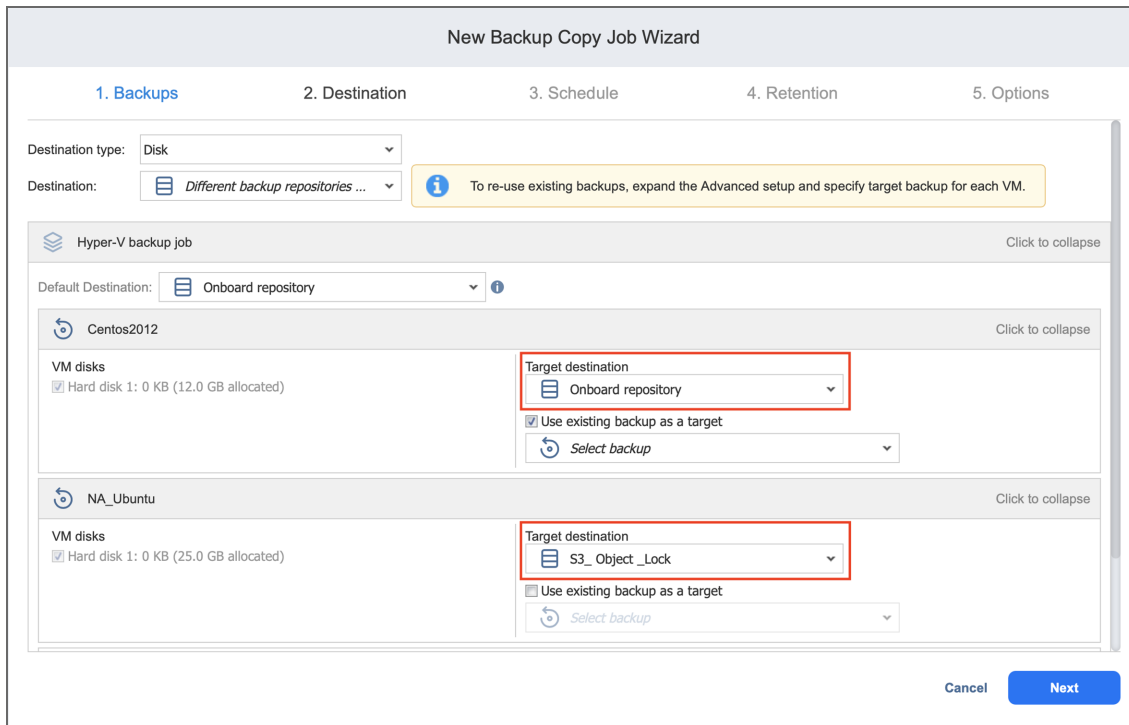 New Backup Copy Job Wizard
1. Backups 2. Destination 3. Schedule 4. Retention 5. Options
Destination type: Disk
Destination: Different backup repositories ... To re-use existing backups, expand the Advanced setup and specify target backup for each VM.
Hyper-V backup job Click to collapse
Default Destination: Onboard repository
Centos2012 Click to collapse
VM disks Target destination
Hard disk 1: 0 KB (12.0 GB allocated) Onboard repository
Use existing backup as a target
Select backup
NA_Ubuntu Click to collapse
VM disks Target destination
Hard disk 1: 0 KB (25.0 GB allocated) S3_ Object _Lock
Use existing backup as a target
Select backup
Cancel Next